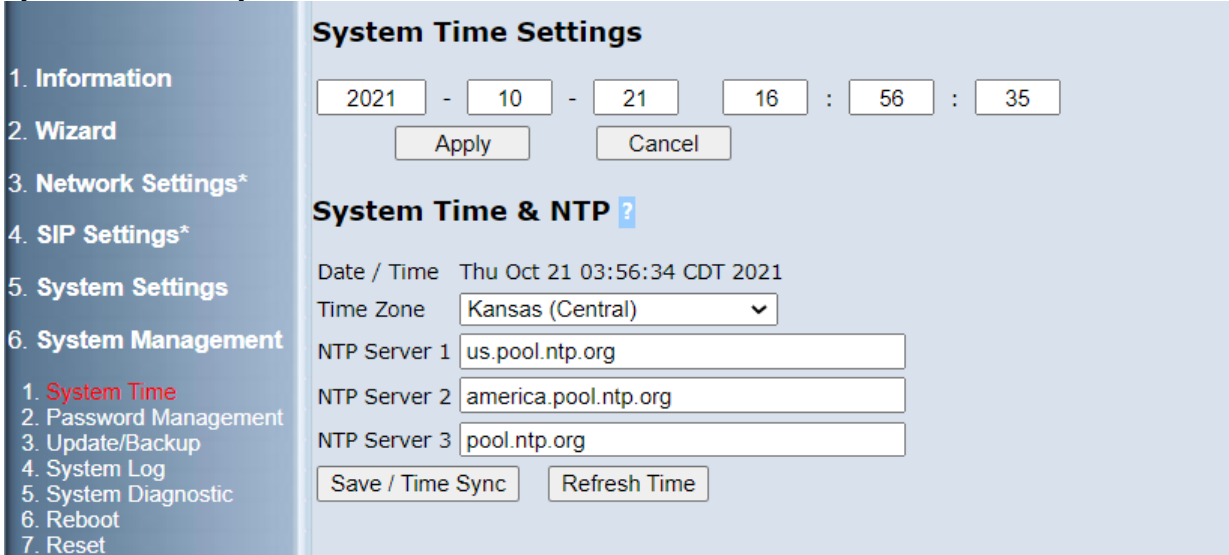 System Time Settings
1. Information
2021 - 10 - 21 16 : 56 : 35
2. Wizard
Apply Cancel
3. Network Settings*
System Time & NTP ?
4. SIP Settings*
Date / Time Thu Oct 21 03:56:34 CDT 2021
5. System Settings
Time Zone Kansas (Central)
6. System Management
NTP Server 1 us.pool.ntp.org
1. System Time
NTP Server 2 america.pool.ntp.org
2. Password Management
3. Update/Backup
NTP Server 3 pool.ntp.org
4. System Log
Save / Time Sync Refresh Time
5. System Diagnostic
6. Reboot
7. Reset